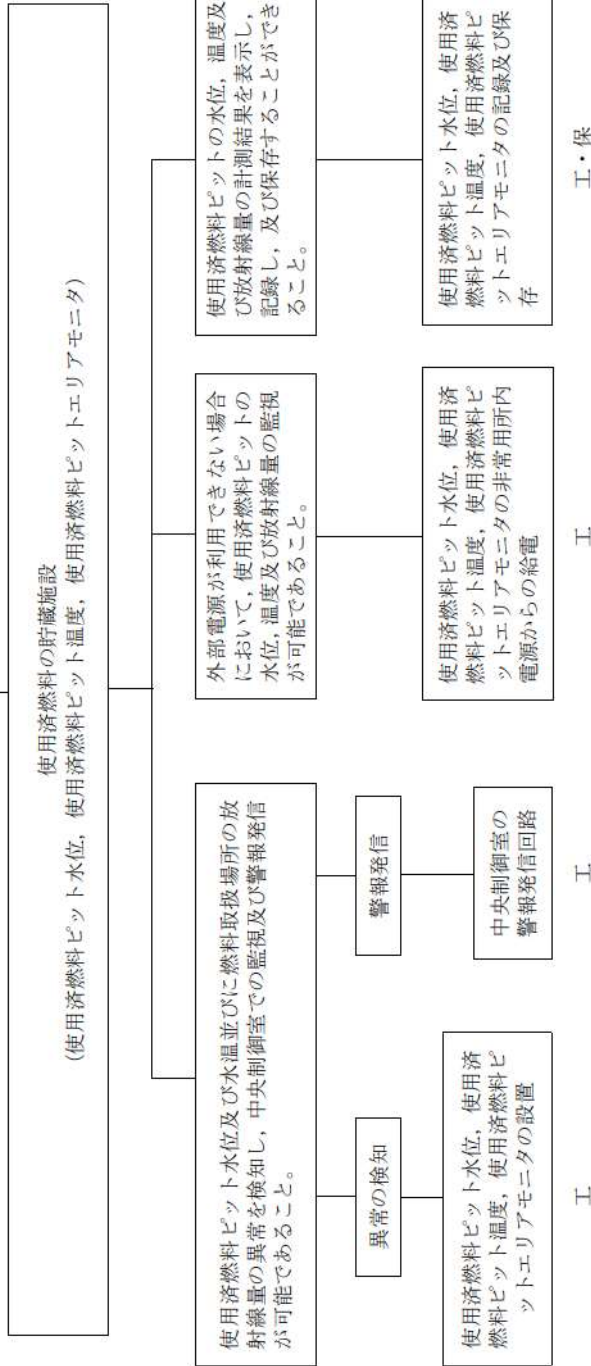 使用済燃料の貯蔵施設
(使用済燃料ピット水位，使用済燃料ピット温度，使用済燃料ピットエリアモニタ)
使用済燃料ピット水位及び水温並びに燃料取扱場所の放
射線量の異常を検知し，中央制御室での監視及び警報発信
が可能であること。
異常の検知
使用済燃料ピット水位，使用済
燃料ピット温度，使用済燃料ピ
ットエリアモニタの設置
工
警報発信
中央制御室の
警報発信回路
工
外部電源が利用できない場合
において，使用済燃料ピットの
水位，温度及び放射線量の監視
が可能であること。
使用済燃料ピット水位，使用済
燃料ピット温度，使用済燃料ピ
ットエリアモニタの非常用所内
電源からの給電
工
使用済燃料ピットの水位，温度及
び放射線量の計測結果を表示し，
記録し，及び保存することができ
ること。
使用済燃料ピット水位，使用済
燃料ピット温度，使用済燃料ピ
ットエリアモニタの記録及び保
存
工・保